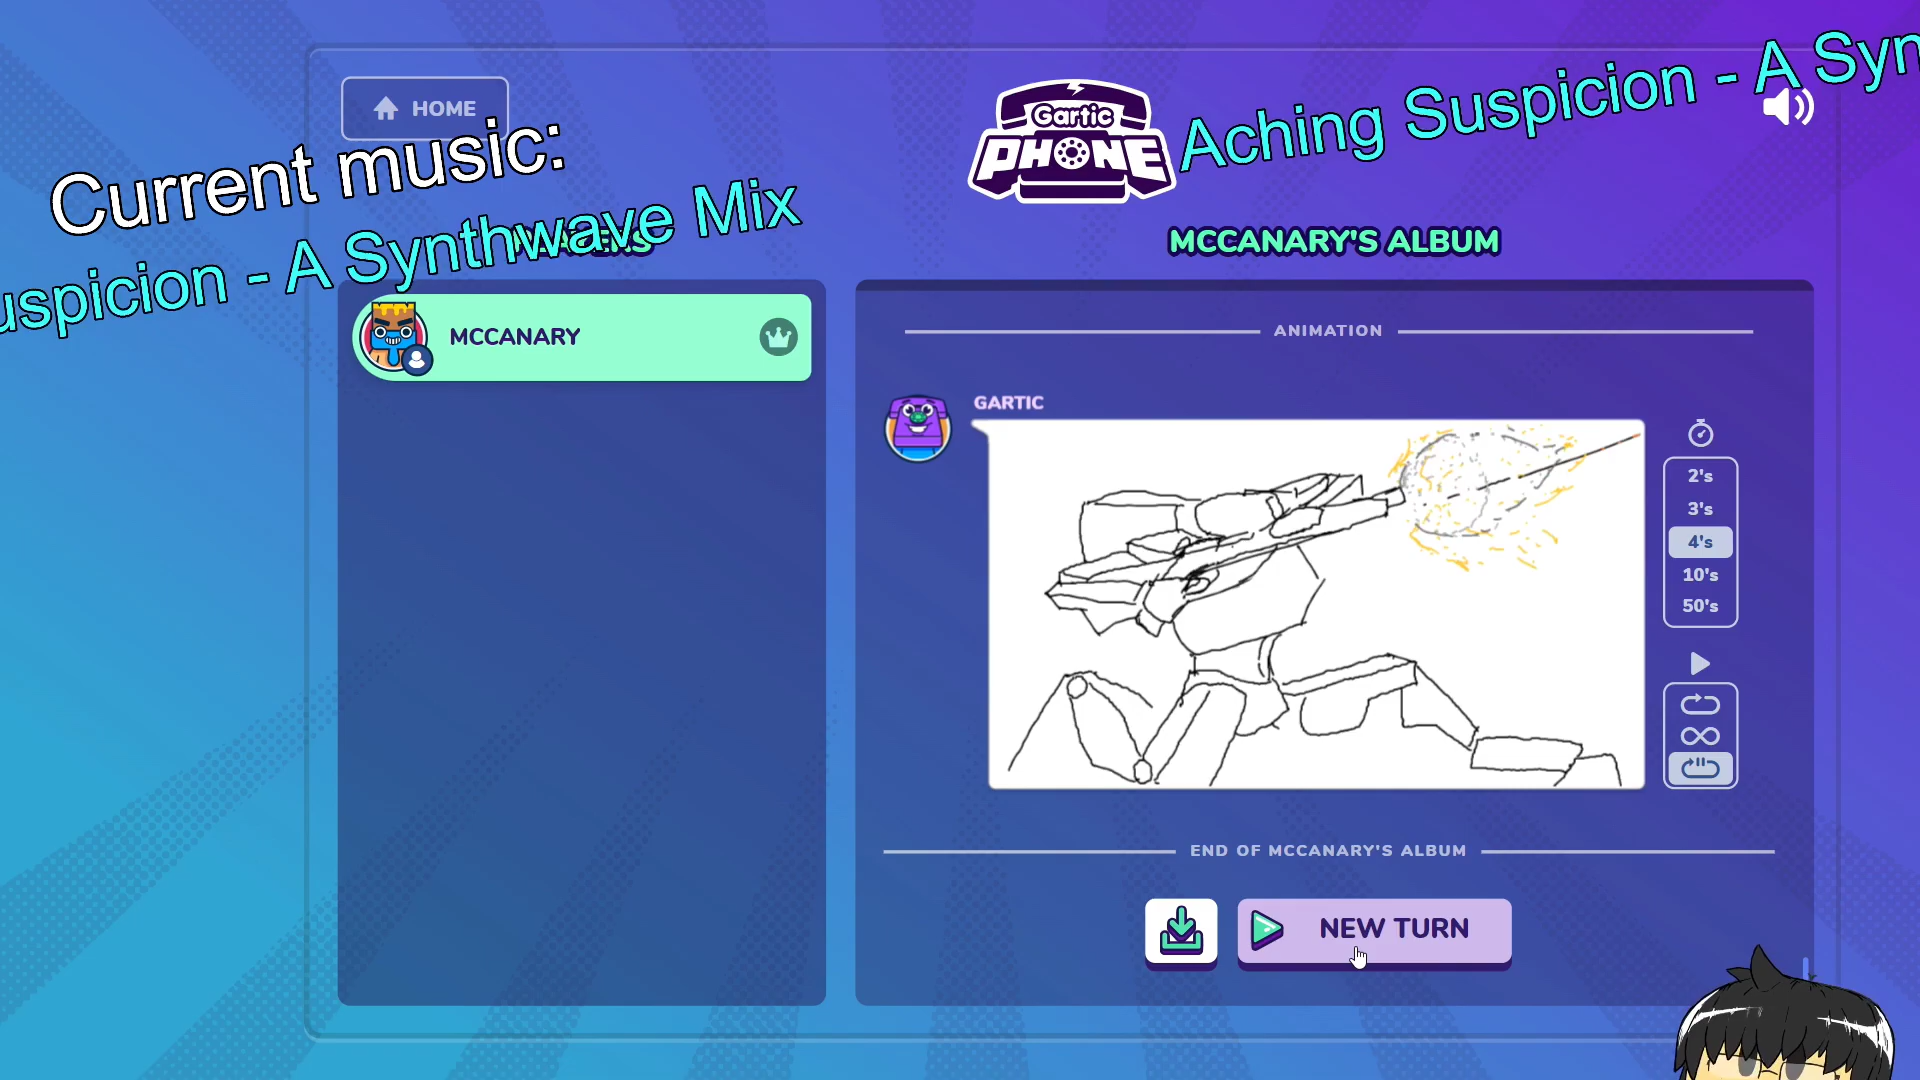 HOME
Gartic
PHONE
Aching Suspicion - A Syn
Current music:
uspicion - A Synthwave Mix
MCCANARY'S ALBUM
MCCANARY
ANIMATION
GARTIC
2's
3's
4's
10's
50's
END OF MCCANARY'S ALBUM
NEW TURN